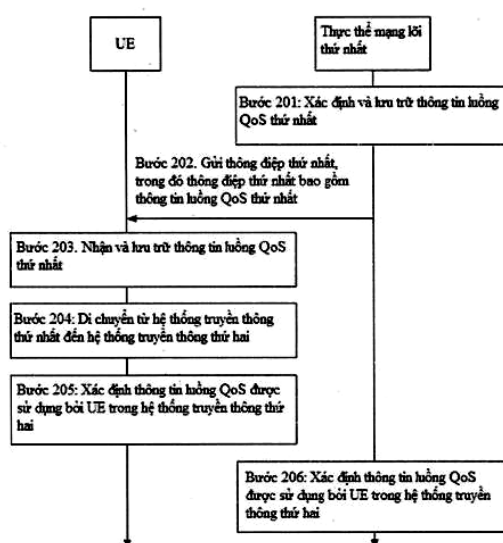 UE
Thực thể mạng lõi
thứ nhất
Bước 201: Xác định và lưu trữ thông tin luồng
QoS thứ nhất
Bước 202. Gửi thông điệp thứ nhất,
trong đó thông điệp thứ nhất bao gồm
thông tin luồng QoS thứ nhất
Bước 203. Nhận và lưu trữ thông tin luồng QoS
thứ nhất
Bước 204: Di chuyển từ hệ thống truyền thông
thứ nhất đến hệ thống truyền thông thứ hai
Bước 205: Xác định thông tin luồng QoS được
sử dụng bởi UE trong hệ thống truyền thông thứ
hai
Bước 206: Xác định thông tin luồng QoS
được sử dụng bởi UE trong hệ thống truyền
thông thứ hai